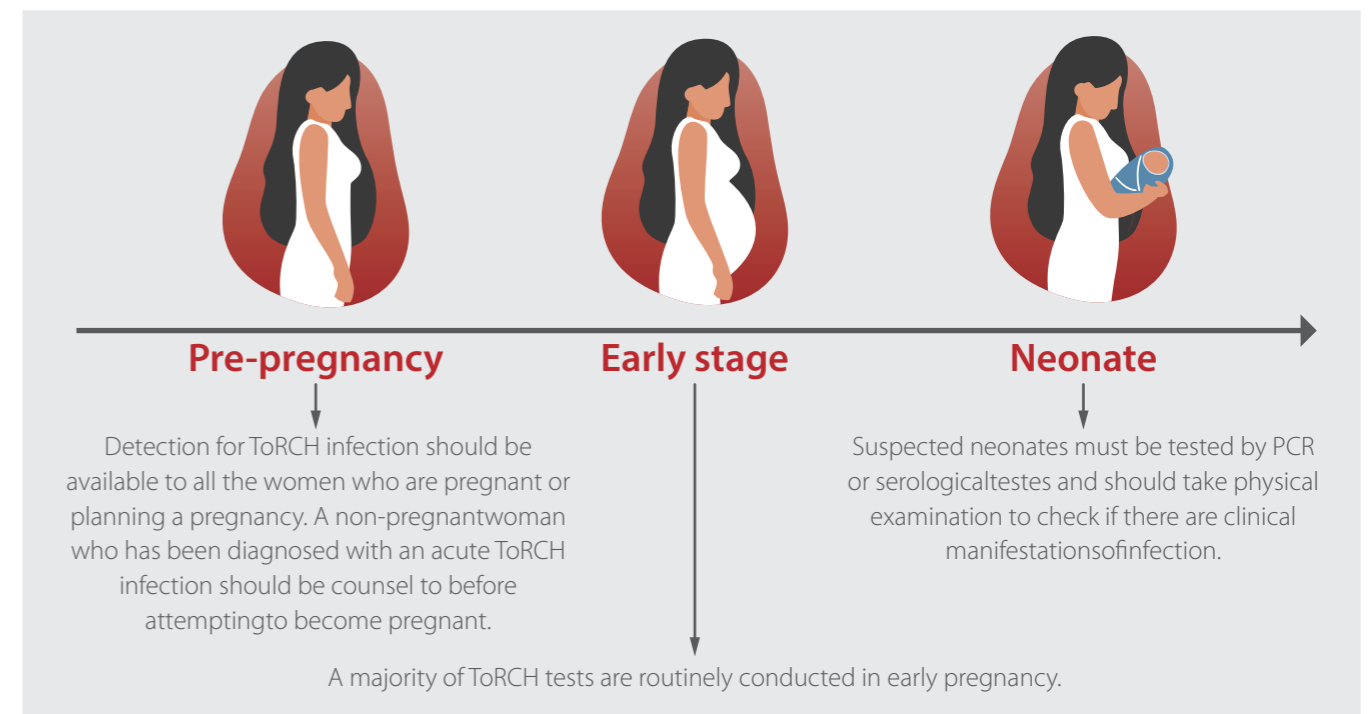 Pre-pregnancy
Detection for ToRCH infection should be
available to all the women who are pregnant or
planning a pregnancy. A non-pregnantwoman
who has been diagnosed with an acute ToRCH
infection should be counsel to before
attemptingto become pregnant.
Early stage
A majority of ToRCH tests are routinely conducted in early pregnancy.
Neonate
Suspected neonates must be tested by PCR
or serologicaltestes and should take physical
examination to check if there are clinical
manifestationsofinfection.